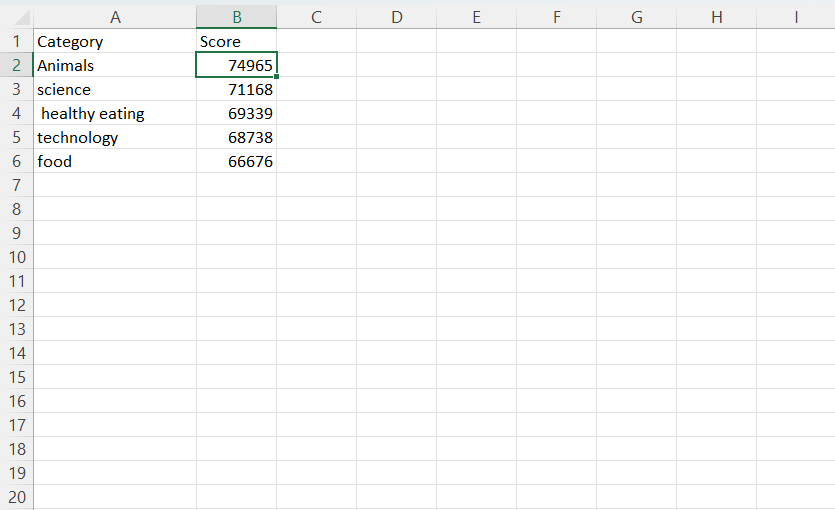 A B C D E F G H I
1 Category Score
2 Animals 74965
3 science 71168
4 healthy eating 69339
5 technology 68738
6 food 66676
7
8
9
10
11
12
13
14
15
16
17
18
19
20